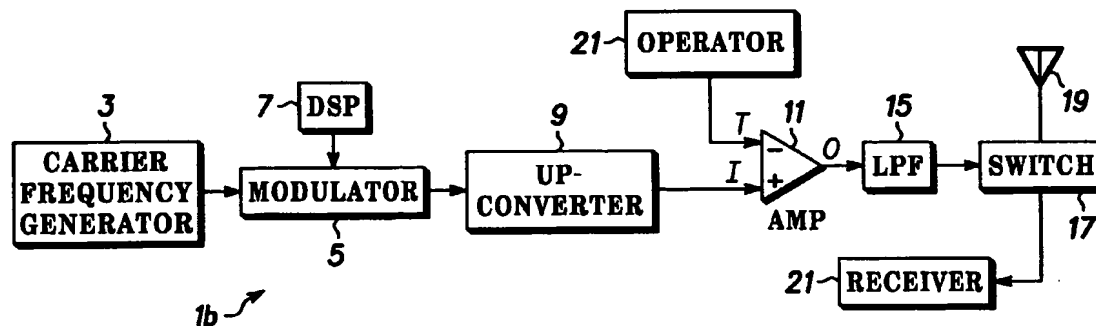 21
OPERATOR
19
7
DSP
3
9
T
11
15
CARRIER
FREQUENCY
GENERATOR
MODULATOR
UP-
CONVERTER
I
−
+
O
LPF
SWITCH
AMP
5
17
21
RECEIVER
1b